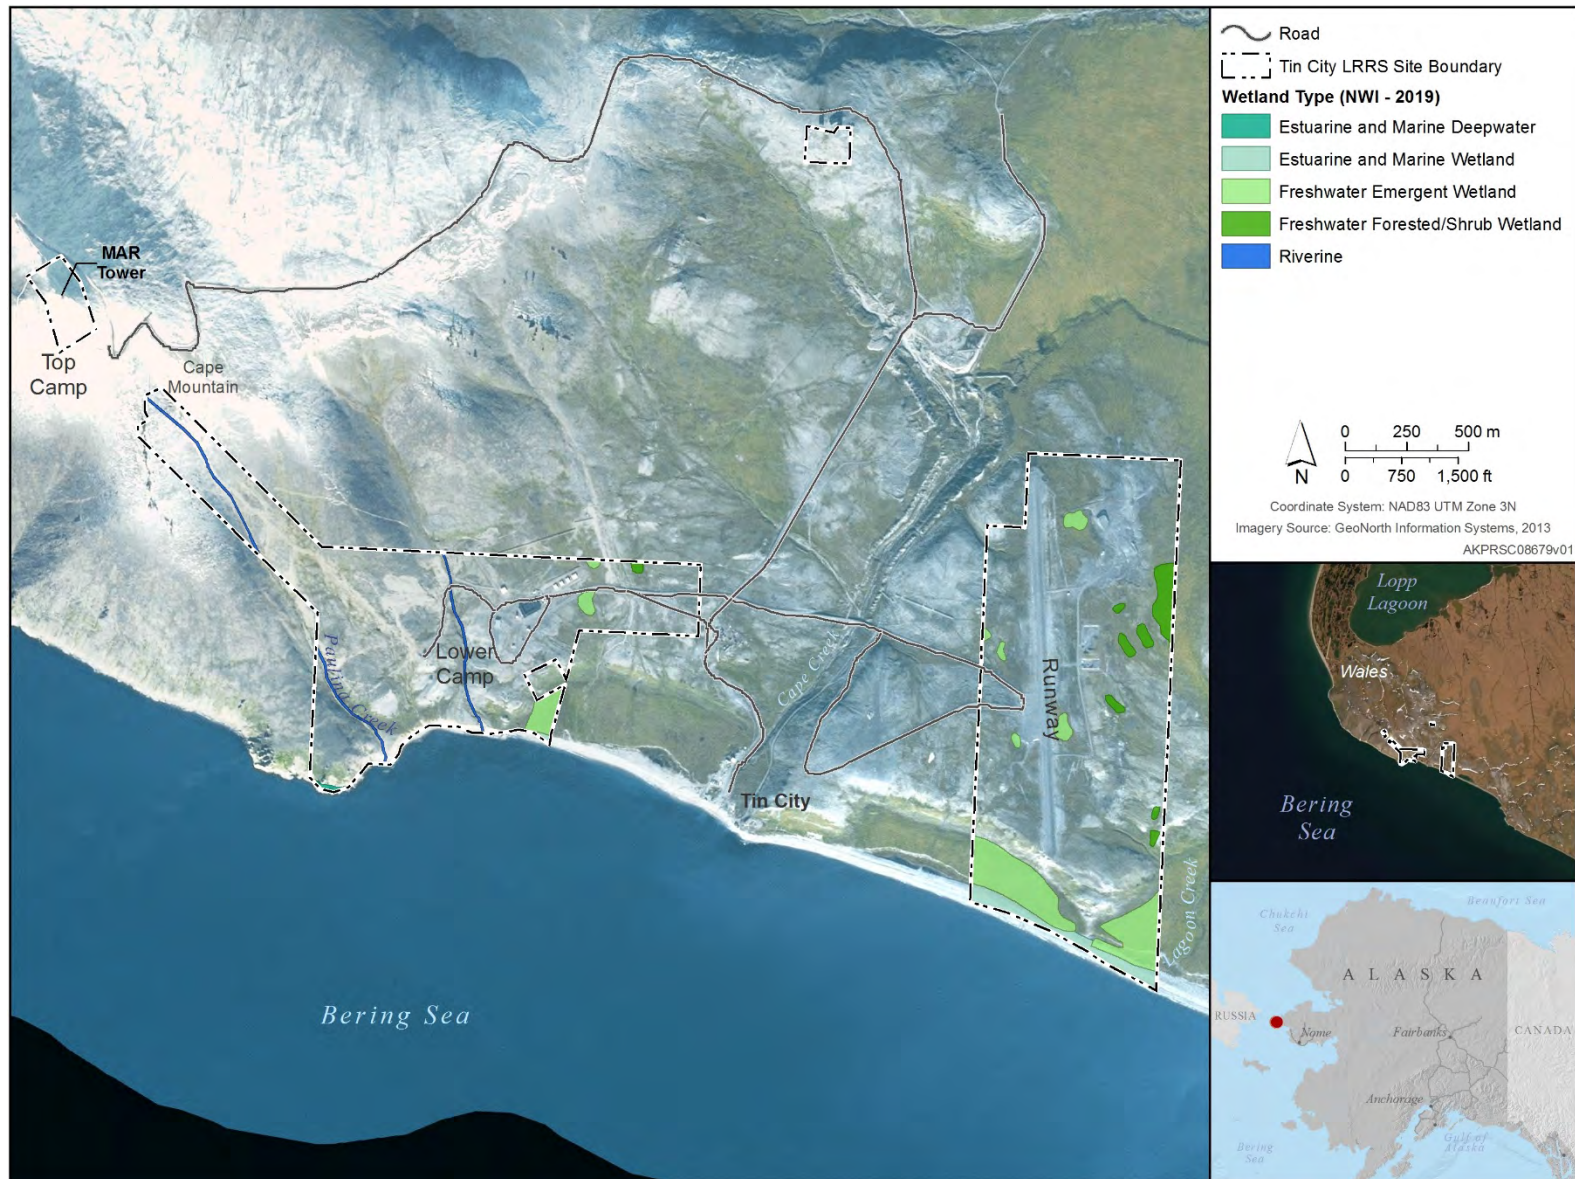 MAR
Tower
Top
Camp
Cape
Mountain
Pauline Creek
Lower
Camp
Cape Creek
Tin City
Runway
Lagoon Creek
Bering Sea
Road
Tin City LRRS Site Boundary
Wetland Type (NWI - 2019)
Estuarine and Marine Deepwater
Estuarine and Marine Wetland
Freshwater Emergent Wetland
Freshwater Forested/Shrub Wetland
Riverine
N
0 250 500 m
0 750 1,500 ft
Coordinate System: NAD83 UTM Zone 3N
Imagery Source: GeoNorth Information Systems, 2013
AKPRSC08679v01
Lopp
Lagoon
Wales
Bering
Sea
Beaufort Sea
Chukchi
Sea
ALASKA
RUSSIA
Nome
Fairbanks
CANADA
Anchorage
Gulf of
Alaska
Bering
Sea